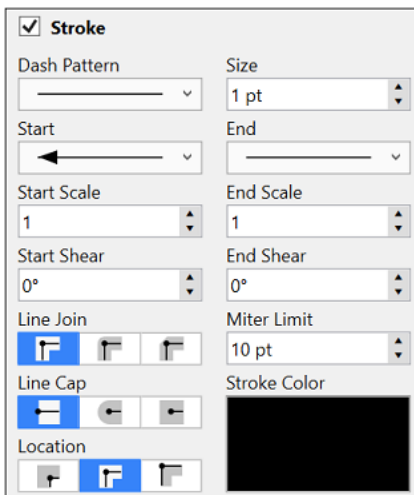 Stroke
Dash Pattern Size
1 pt
Start End
Start Scale End Scale
1 1
Start Shear End Shear
0° 0°
Line Join Miter Limit
10 pt
Line Cap Stroke Color
Location